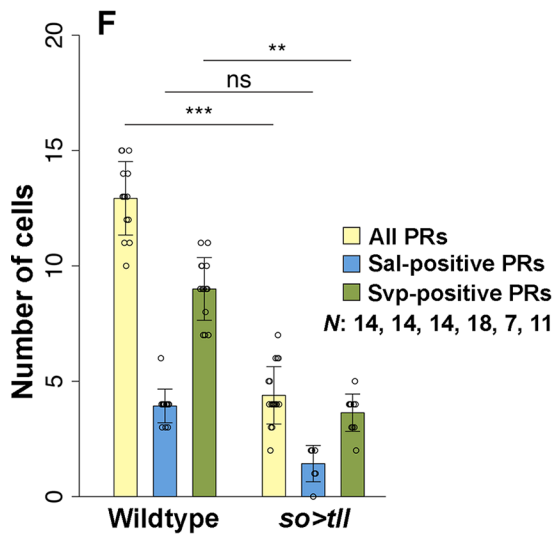 F
**
ns
***
20
15
10
5
0
Number of cells
All PRs
Sal-positive PRs
Svp-positive PRs
N: 14, 14, 14, 18, 7, 11
Wildtype
so>tll